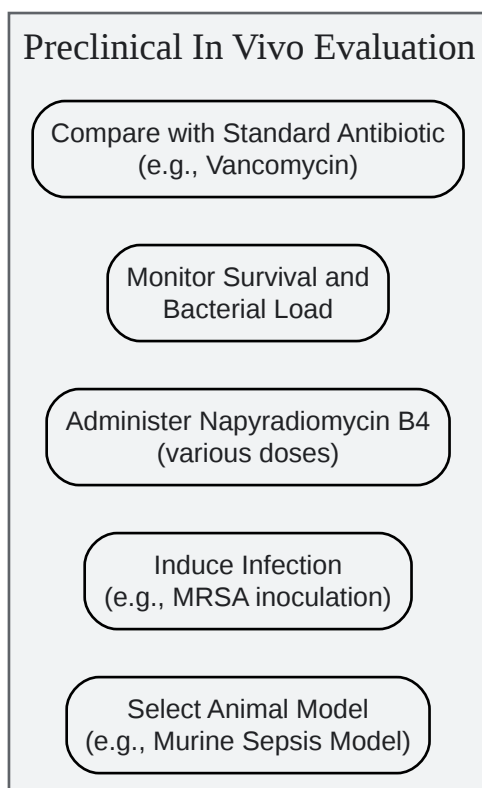 Preclinical In Vivo Evaluation
Compare with Standard Antibiotic
(e.g., Vancomycin)
Monitor Survival and
Bacterial Load
Administer Napyradiomycin B4
(various doses)
Induce Infection
(e.g., MRSA inoculation)
Select Animal Model
(e.g., Murine Sepsis Model)